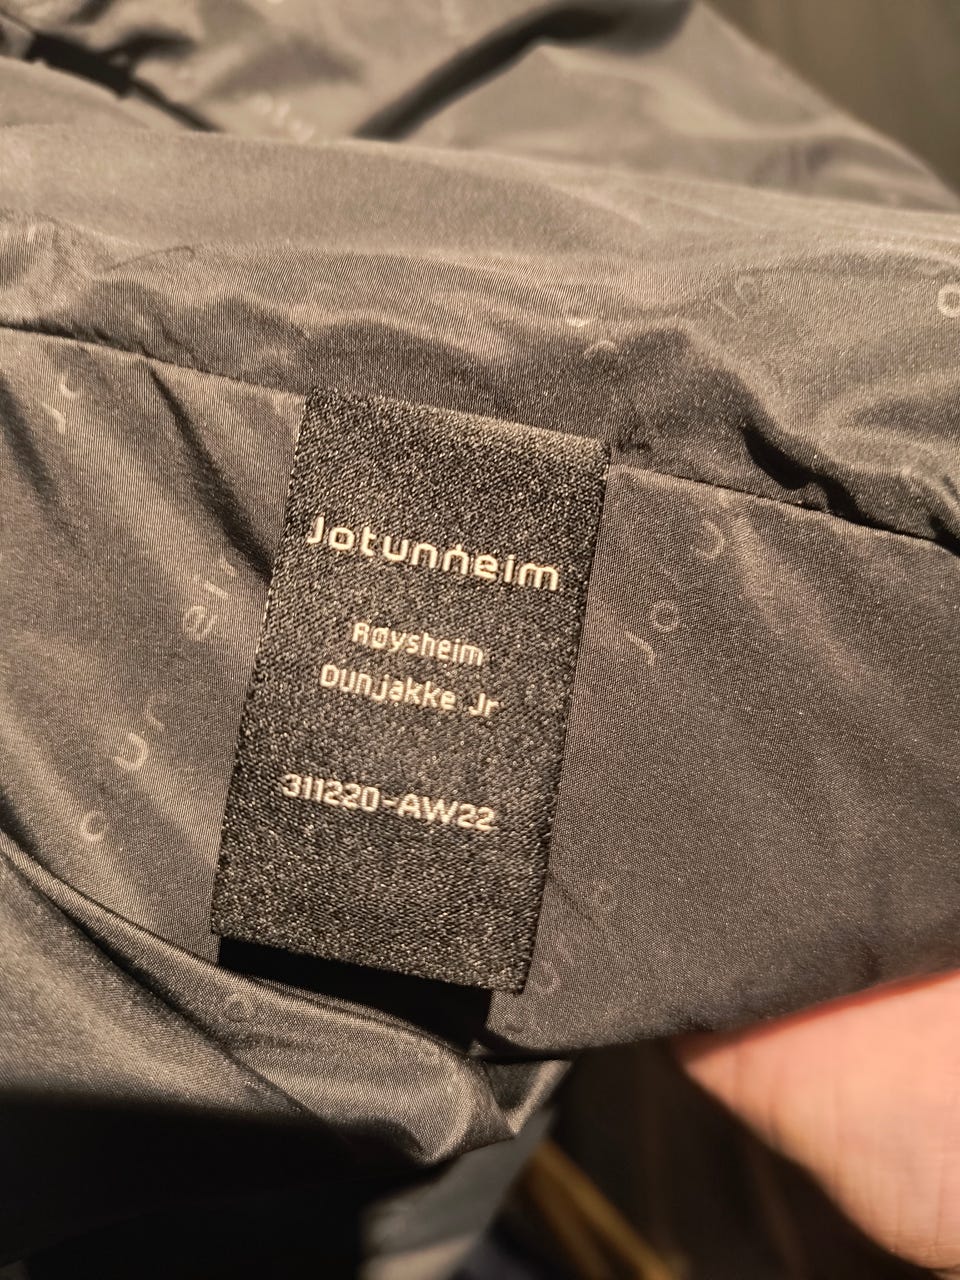 Jotunheim
Røysheim
Dunjakke Jr
311220-AW22